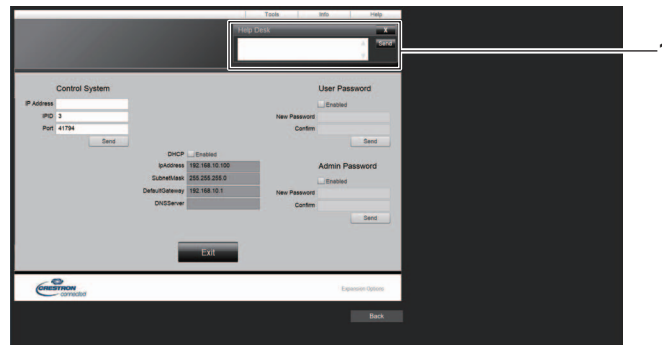 Tools Info Help
Help Desk X
Send
Control System
IP Address
IPID 3
Port 41794
Send
User Password
Enabled
New Password
Confirm
Send
DHCP Enabled
IpAddress 192.168.10.100
SubnetMask 255.255.255.0
DefaultGateway 192.168.10.1
DNSServer
Admin Password
Enabled
New Password
Confirm
Send
Exit
CRESTRON
connected
Expansion Options
Back